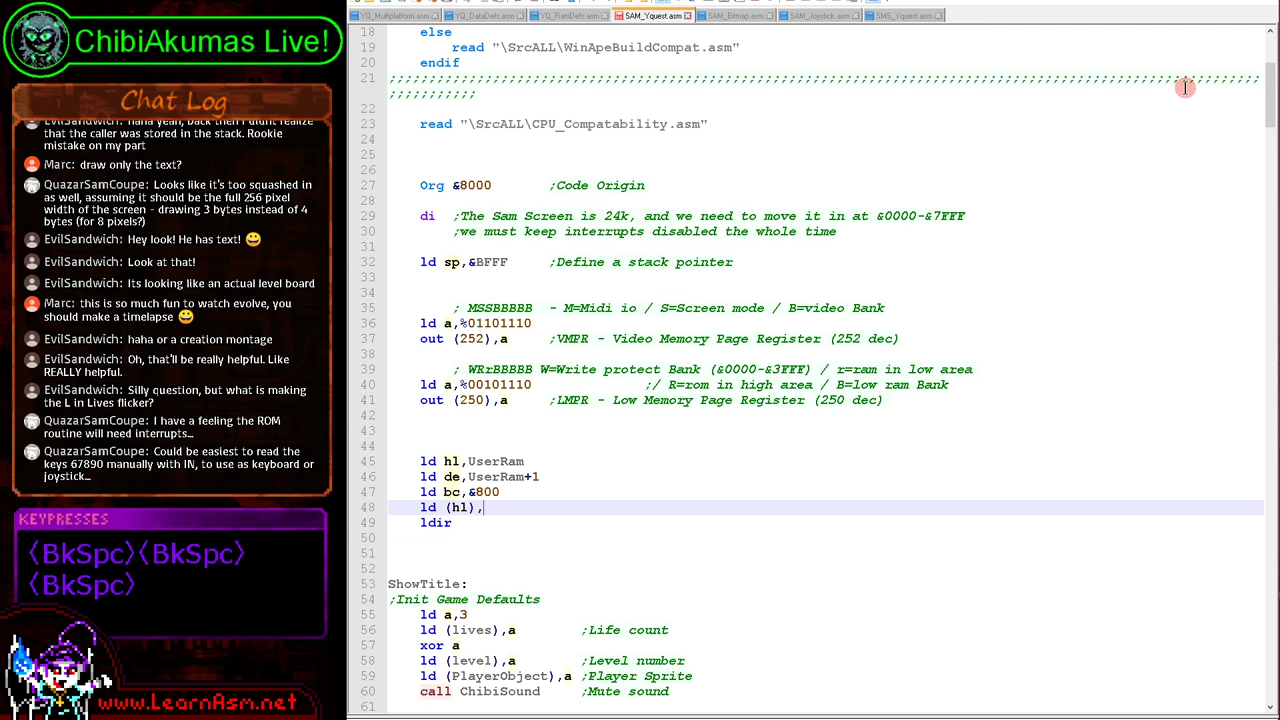 ChibiAkumas Live!
Chat Log
EvilSandwich: haha yeah, back then I didnt realize
that the caller was stored in the stack. Rookie
mistake on my part
Marc: draw only the text?
QuazarSamCoupe: Looks like it's too squashed in
as well, assuming it should be the full 256 pixel
width of the screen - drawing 3 bytes instead of 4
bytes (for 8 pixels?)
EvilSandwich: Hey look! He has text! 😀
EvilSandwich: Look at that!
EvilSandwich: Its looking like an actual level board
Marc: this is so much fun to watch evolve, you
should make a timelapse 😀
EvilSandwich: haha or a creation montage
EvilSandwich: Oh, that'll be really helpful. Like
REALLY helpful.
EvilSandwich: Silly question, but what is making
the L in Lives flicker?
QuazarSamCoupe: I have a feeling the ROM
routine will need interrupts...
QuazarSamCoupe: Could be easiest to read the
keys 67890 manually with IN, to use as keyboard or
joystick...
KEYPRESSES
〈BkSpc〉〈BkSpc〉
〈BkSpc〉
www.LearnAsm.net
YQ_Multiplatform.asm YQ_DataDefs.asm YQ_RamDefs.asm SAM_Yquest.asm SAM_Bitmap.asm SAM_Joystick.asm SMS_Yquest.asm
18 else
19 read "\SrcALL\WinApeBuildCompat.asm"
20 endif
21 ;;;;;;;;;;;;;;;;;;;;;;;;;;;;;;;;;;;;;;;;;;;;;;;;;;;;;;;;;;;;;;;;;;;;;;;;;;;;;;;;;;;;;;;;;;;;;;;;;;;;;;;;;;;;;
;;;;;;;;;;;
22
23 read "\SrcALL\CPU_Compatability.asm"
24
25
26
27 Org &8000 ;Code Origin
28
29 di ;The Sam Screen is 24k, and we need to move it in at &0000-&7FFF
30 ;we must keep interrupts disabled the whole time
31
32 ld sp,&BFFF ;Define a stack pointer
33
34
35 ; MSSBBBBB - M=Midi io / S=Screen mode / B=video Bank
36 ld a,%01101110
37 out (252),a ;VMPR - Video Memory Page Register (252 dec)
38
39 ; WRrBBBBB W=Write protect Bank (&0000-&3FFF) / r=ram in low area
40 ld a,%00101110 ;/ R=rom in high area / B=low ram Bank
41 out (250),a ;LMPR - Low Memory Page Register (250 dec)
42
43
44
45 ld hl,UserRam
46 ld de,UserRam+1
47 ld bc,&800
48 ld (hl),
49 ldir
50
51
52
53 ShowTitle:
54 ;Init Game Defaults
55 ld a,3
56 ld (lives),a ;Life count
57 xor a
58 ld (level),a ;Level number
59 ld (PlayerObject),a ;Player Sprite
60 call ChibiSound ;Mute sound
61